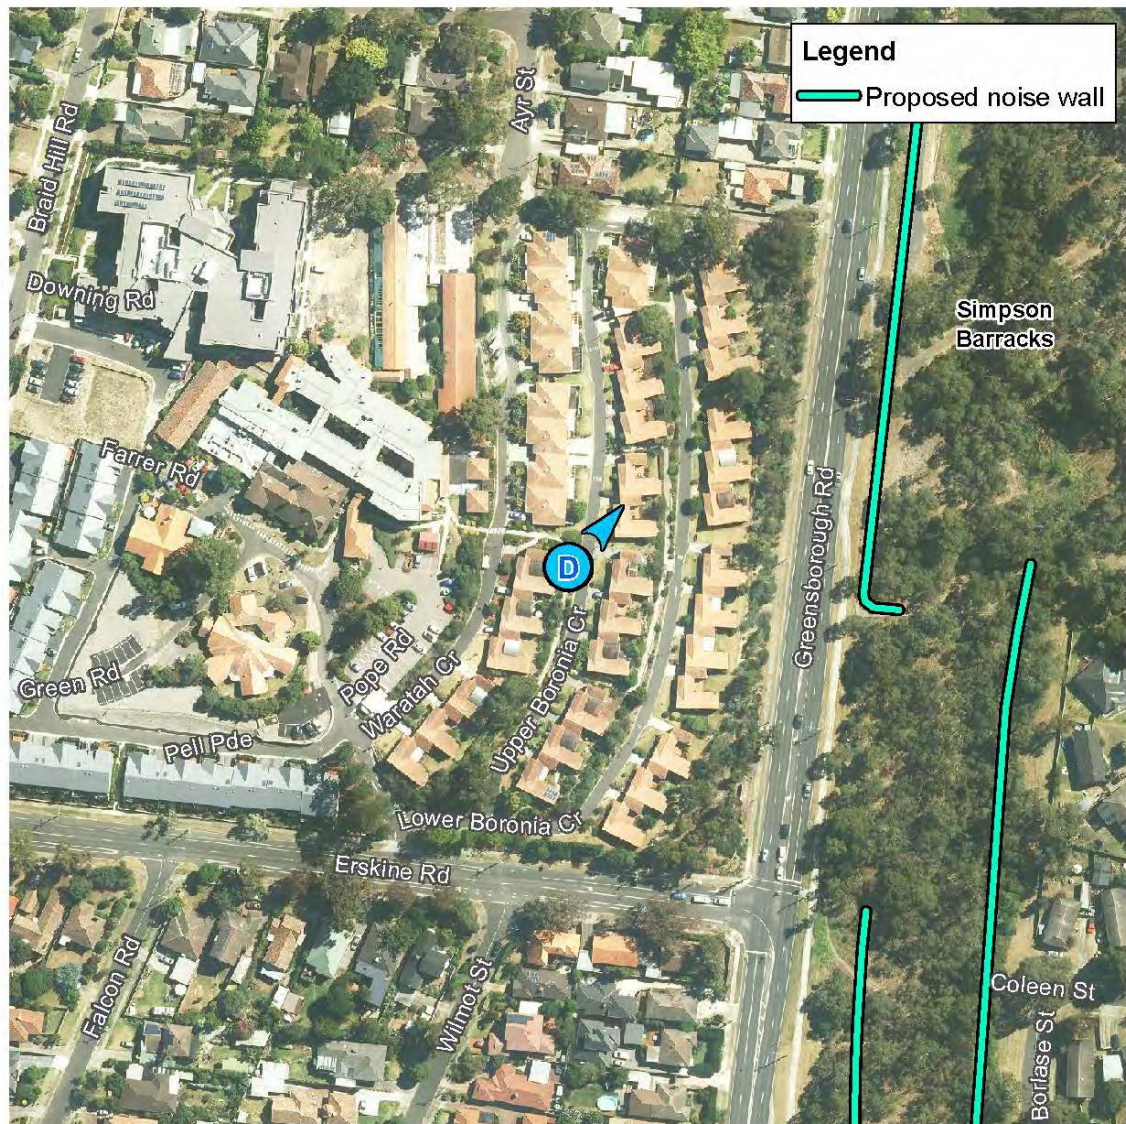 Legend
Proposed noise wall
Ayr St
Braid Hill Rd
Downing Rd
Simpson
Barracks
Farrer Rd
Greensborough Rd
D
Green Rd
Pope Rd
Waratah Cr
Upper Boronia Cr
Pell Pde
Lower Boronia Cr
Erskine Rd
Falcon Rd
Wilmot St
Coleen St
Borlase St